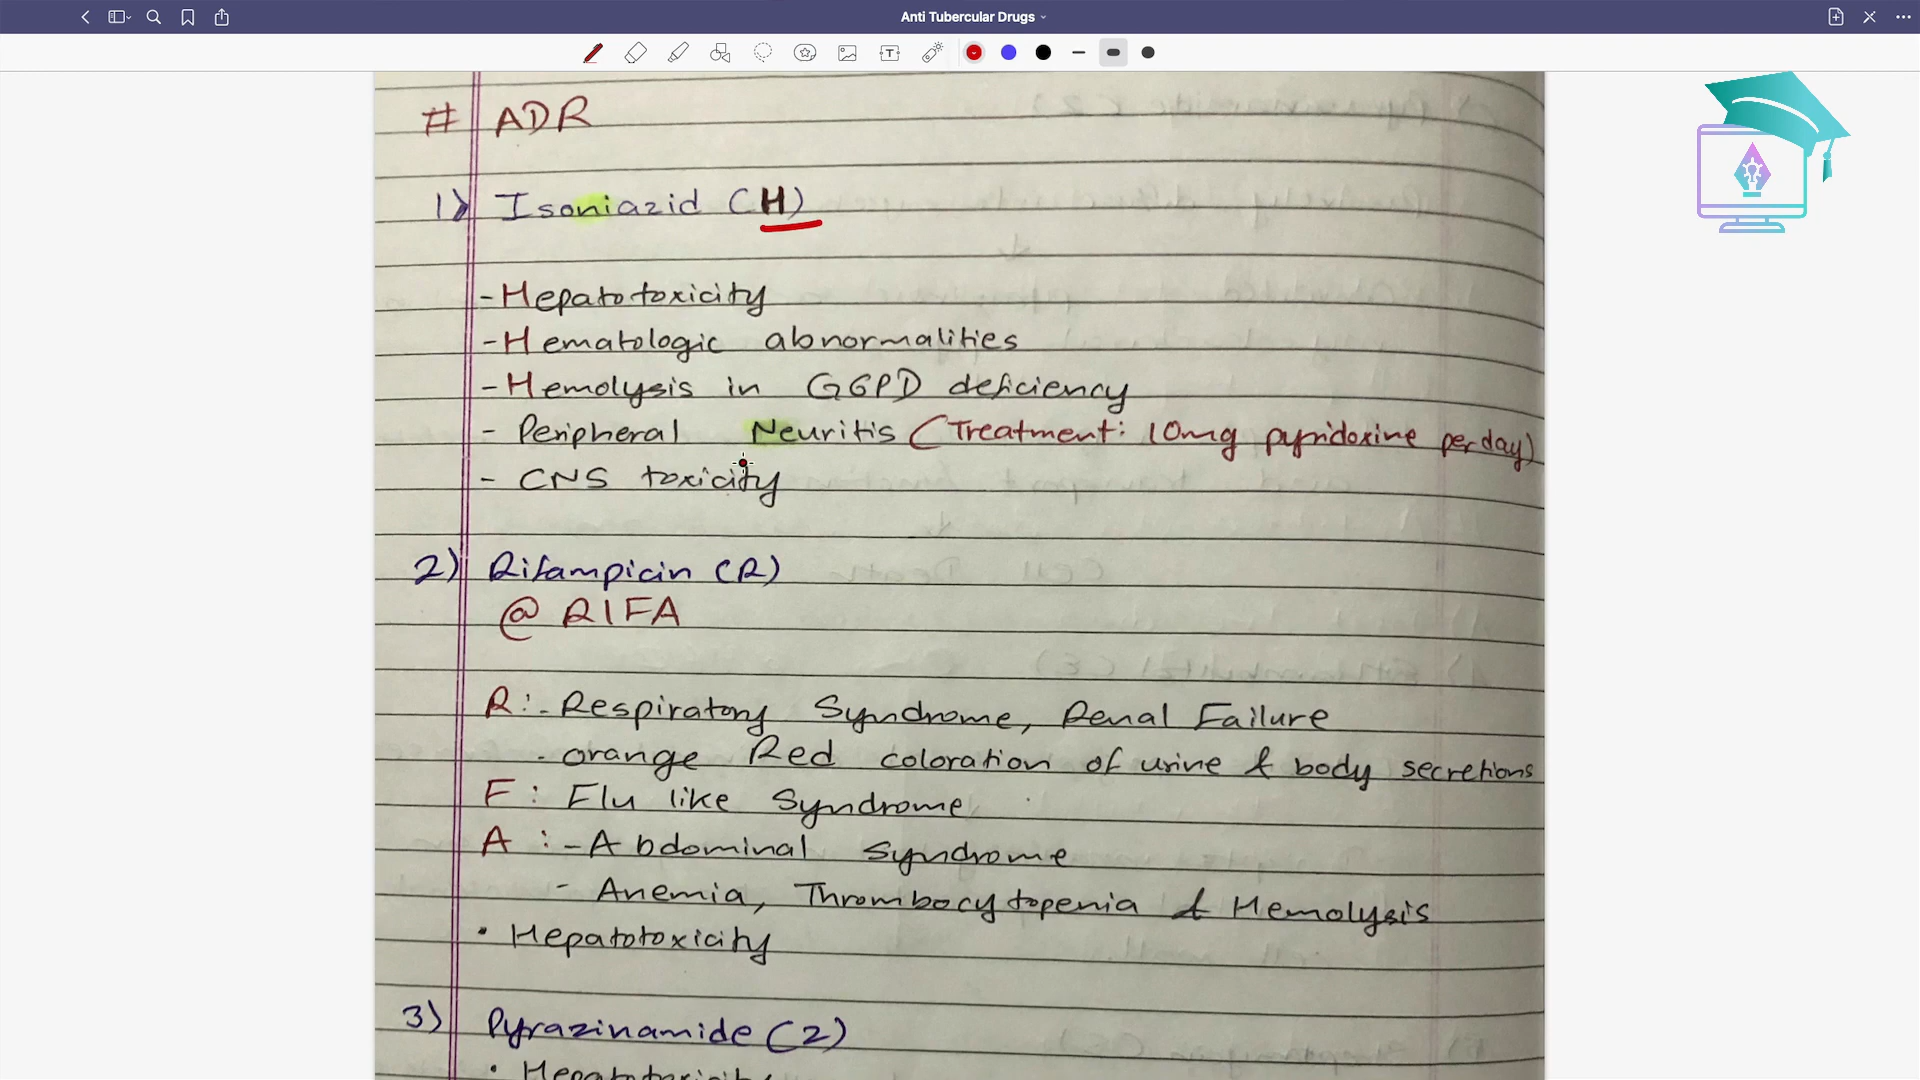 Anti Tubercular Drugs
# ADR
1) Isoniazid (H)
- Hepatotoxicity
- Hematologic abnormalities
- Hemolysis in G6PD deficiency
- Peripheral Neuritis (Treatment: 10mg pyridoxine per day)
- CNS toxicity
2) Rifampicin (R)
@ RIFA
R :- Respiratory Syndrome, Renal Failure
- orange Red coloration of urine & body secretions
F : Flu like Syndrome
A : - Abdominal Syndrome
- Anemia, Thrombocytopenia & Hemolysis
• Hepatotoxicity
3) Pyrazinamide (Z)
• Hepatotoxicity